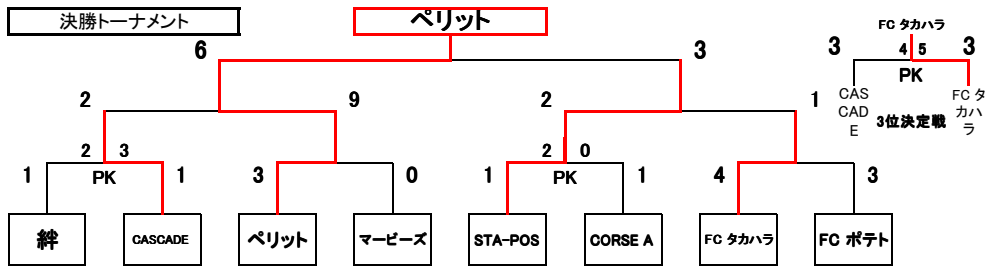 決勝トーナメント
ペリット
FC タカハラ
6
3
3
4 5
3
PK
2
9
2
1
CAS
CAD
E
3位決定戦
FC タ
カハ
ラ
2 3
2 0
1
PK
1
3
0
1
PK
1
4
3
絆
CASCADE
ペリット
マービーズ
STA-POS
CORSE A
FC タカハラ
FC ポテト